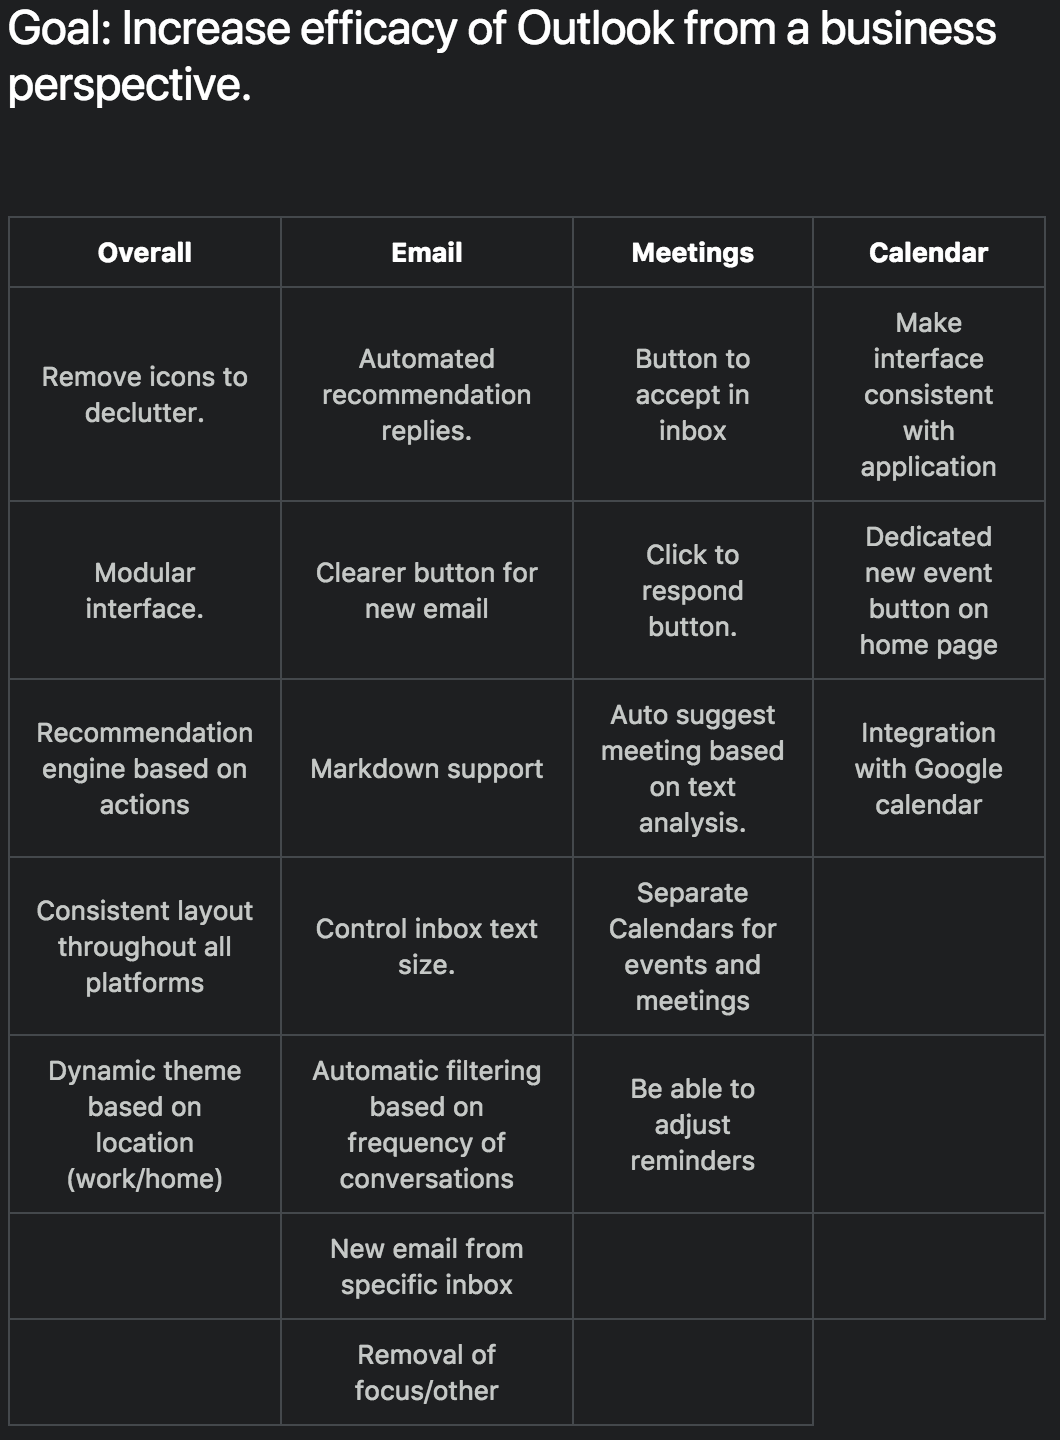 Goal: Increase efficacy of Outlook from a business
perspective.
Overall
Email
Meetings
Calendar
Remove icons to
declutter.
Automated
recommendation
replies.
Button to
accept in
inbox
Make
interface
consistent
with
application
Modular
interface.
Clearer button for
new email
Click to
respond
button.
Dedicated
new event
button on
home page
Recommendation
engine based on
actions
Markdown support
Auto suggest
meeting based
on text
analysis.
Integration
with Google
calendar
Consistent layout
throughout all
platforms
Control inbox text
size.
Separate
Calendars for
events and
meetings
Dynamic theme
based on
location
(work/home)
Automatic filtering
based on
frequency of
conversations
Be able to
adjust
reminders
New email from
specific inbox
Removal of
focus/other